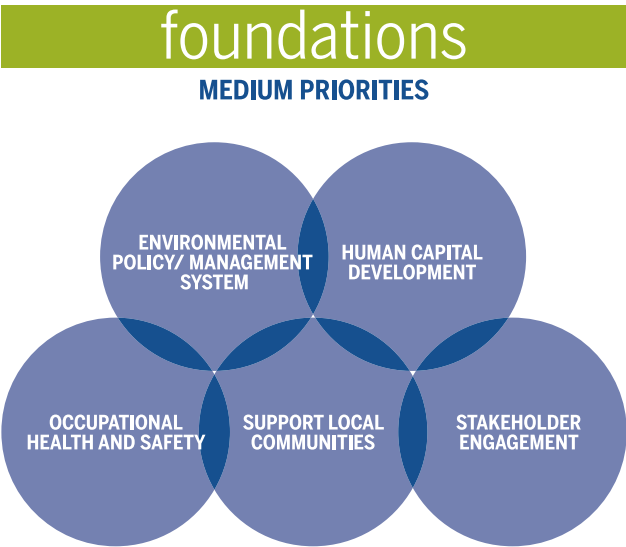 foundations
MEDIUM PRIORITIES
ENVIRONMENTAL
POLICY/ MANAGEMENT
SYSTEM
HUMAN CAPITAL
DEVELOPMENT
OCCUPATIONAL
HEALTH AND SAFETY
SUPPORT LOCAL
COMMUNITIES
STAKEHOLDER
ENGAGEMENT